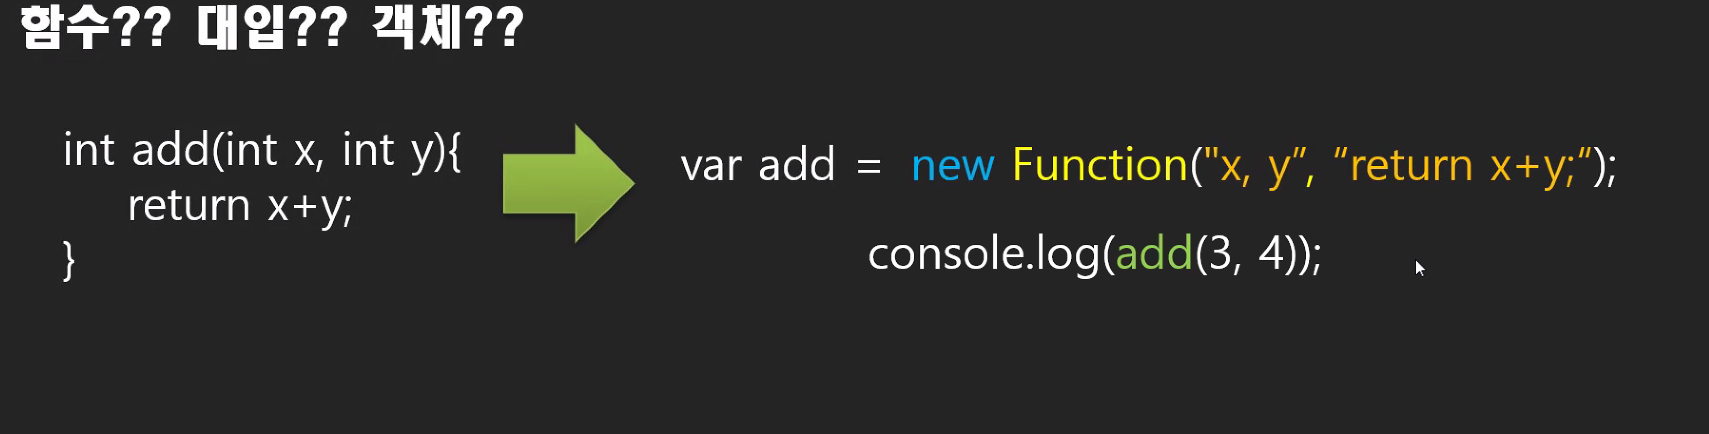 함수?? 대입?? 객체??
int add(int x, int y){
return x+y;
}
var add = new Function("x, y”, “return x+y;“);
console.log(add(3, 4));